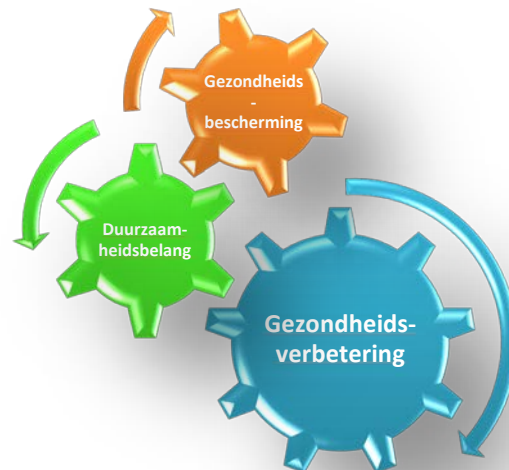 Gezondheids
-
bescherming
Duurzaam-
heidsbelang
Gezondheids-
verbetering